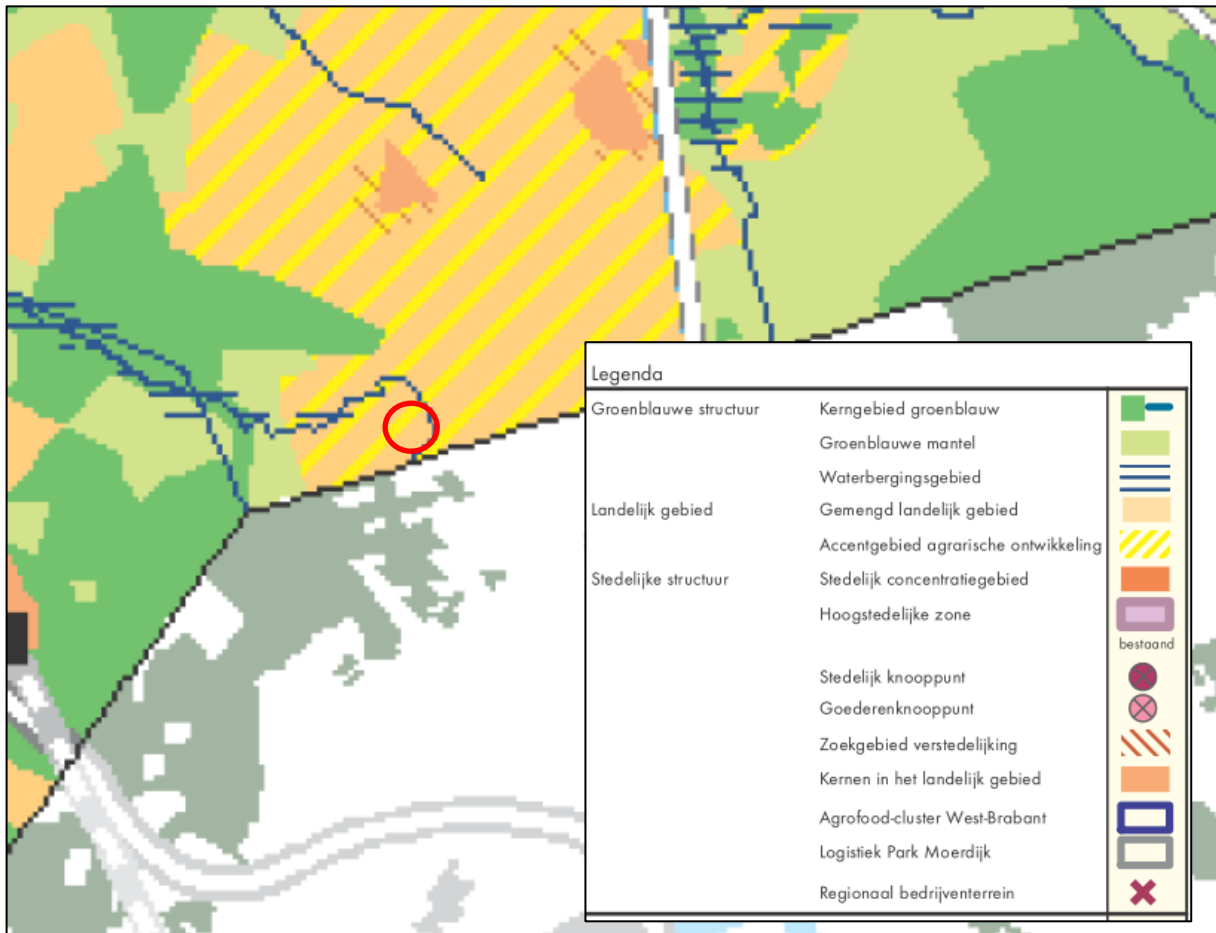 Legenda
Groenblauwe structuur Kerngebied groenblauw
Groenblauwe mantel
Waterbergingsgebied
Landelijk gebied Gemengd landelijk gebied
Accentgebied agrarische ontwikkeling
Stedelijke structuur Stedelijk concentratiegebied
Hoogstedelijke zone
bestaand
Stedelijk knooppunt
Goederenknooppunt
Zoekgebied verstedelijking
Kernen in het landelijk gebied
Agrofood-cluster West-Brabant
Logistiek Park Moerdijk
Regionaal bedrijventerrein